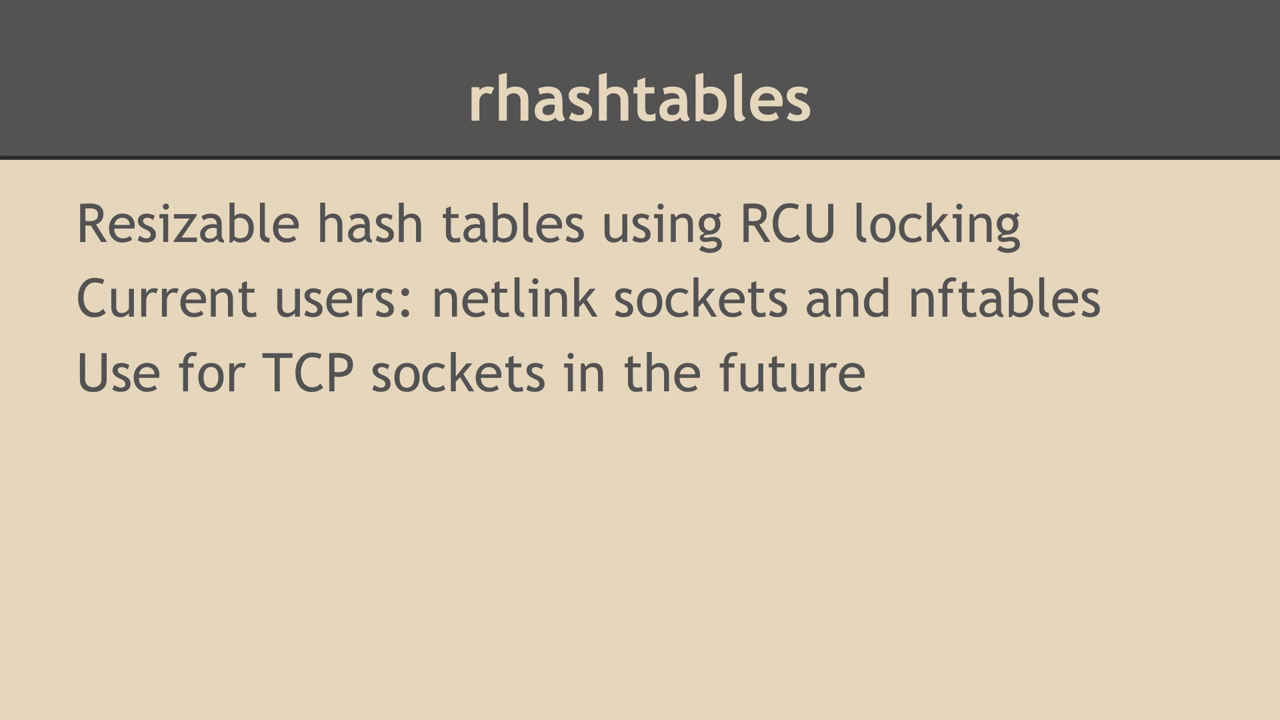 rhashtables
Resizable hash tables using RCU locking
Current users: netlink sockets and nftables
Use for TCP sockets in the future